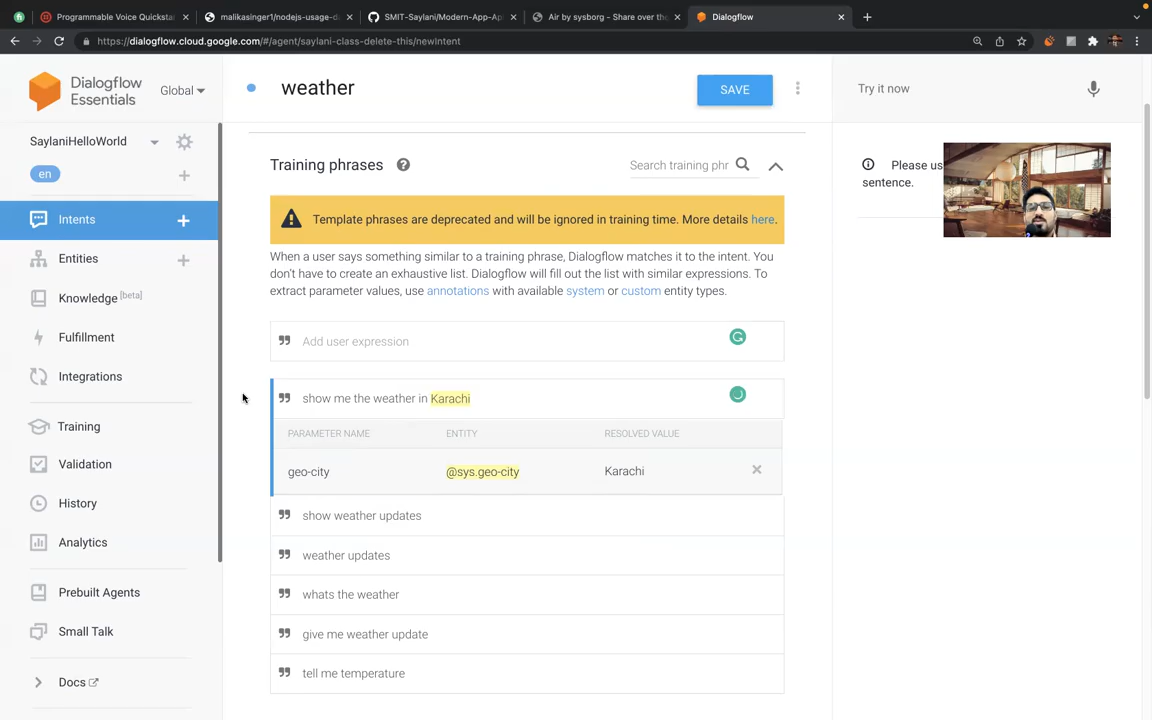 Programmable Voice Quickstar
malikasinger1/nodejs-usage-da
SMIT-Saylani/Modern-App-Ap
Air by sysborg - Share over the
Dialogflow
https://dialogflow.cloud.google.com/#/agent/saylani-class-delete-this/newIntent
Dialogflow
Essentials
Global
SaylaniHelloWorld
en
Intents
Entities
Knowledge [beta]
Fulfillment
Integrations
Training
Validation
History
Analytics
Prebuilt Agents
Small Talk
Docs
weather
SAVE
Training phrases
Search training phr
Template phrases are deprecated and will be ignored in training time. More details here.
When a user says something similar to a training phrase, Dialogflow matches it to the intent. You
don't have to create an exhaustive list. Dialogflow will fill out the list with similar expressions. To
extract parameter values, use annotations with available system or custom entity types.
Add user expression
show me the weather in Karachi
PARAMETER NAME ENTITY RESOLVED VALUE
geo-city @sys.geo-city Karachi
show weather updates
weather updates
whats the weather
give me weather update
tell me temperature
Try it now
Please us
sentence.